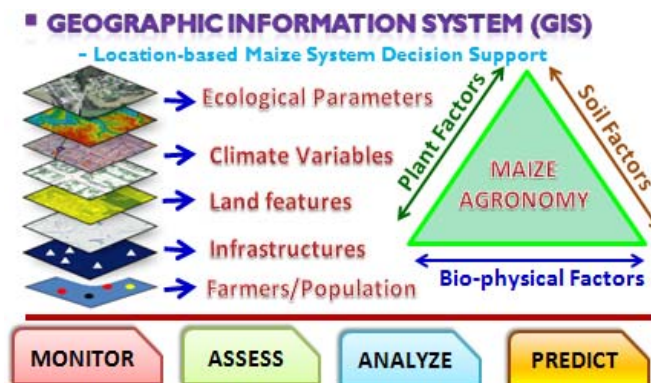 ▪ GEOGRAPHIC INFORMATION SYSTEM (GIS)
– Location-based Maize System Decision Support
Ecological Parameters
Climate Variables
Land features
Infrastructures
Farmers/Population
Plant Factors
Soil Factors
MAIZE
AGRONOMY
Bio-physical Factors
MONITOR
ASSESS
ANALYZE
PREDICT